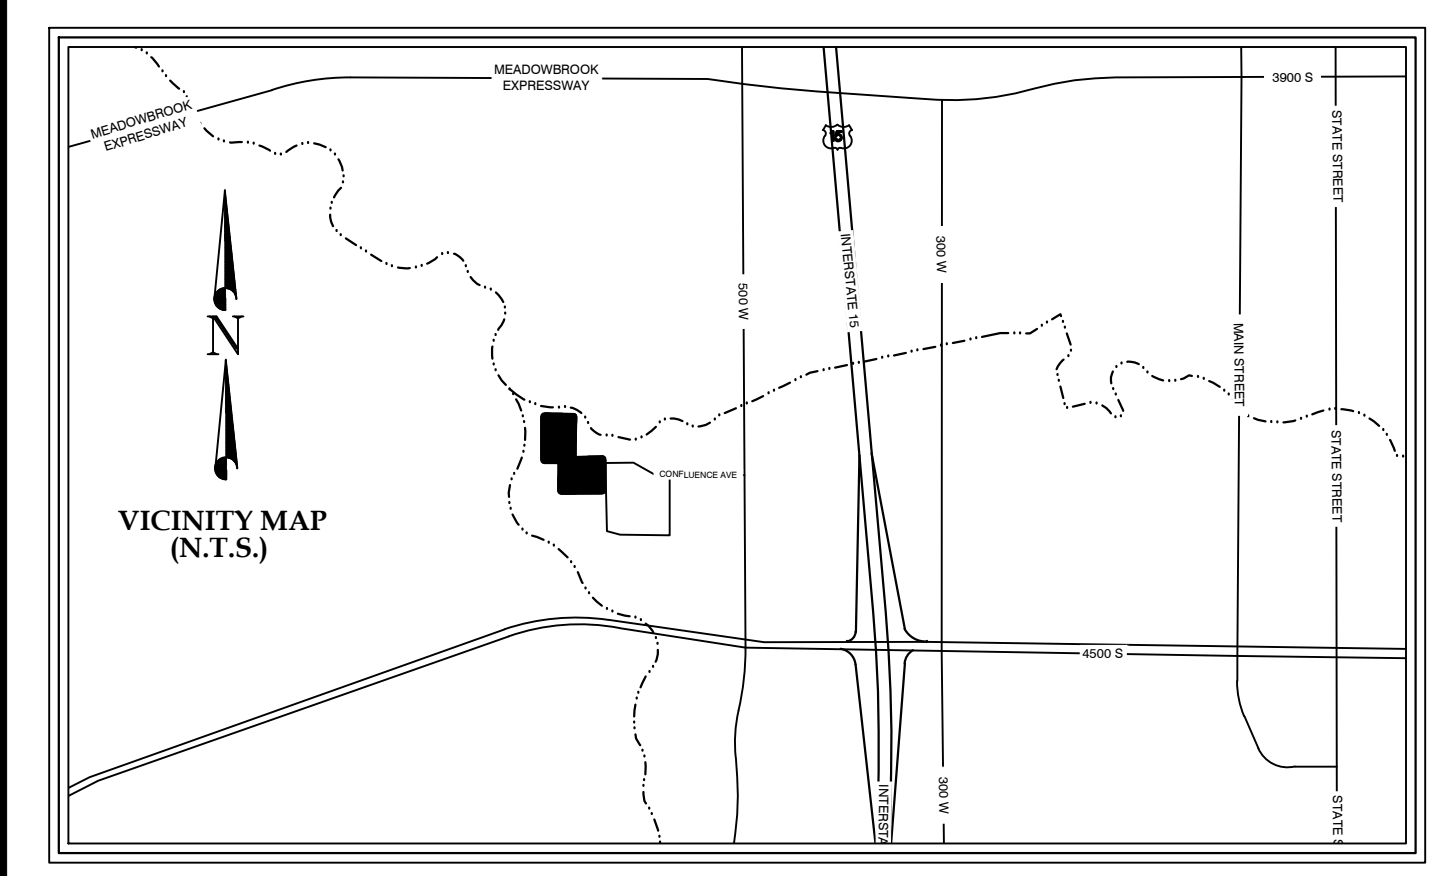 MEADOWBROOK
EXPRESSWAY
3900 S
MEADOWBROOK
EXPRESSWAY
15
STATE STREET
INTERSTATE 15
300 W
500 W
MAIN STREET
N
STATE STREET
CONFLUENCE AVE
VICINITY MAP
(N.T.S.)
4500 S
300 W
INTERSTA
STATE S